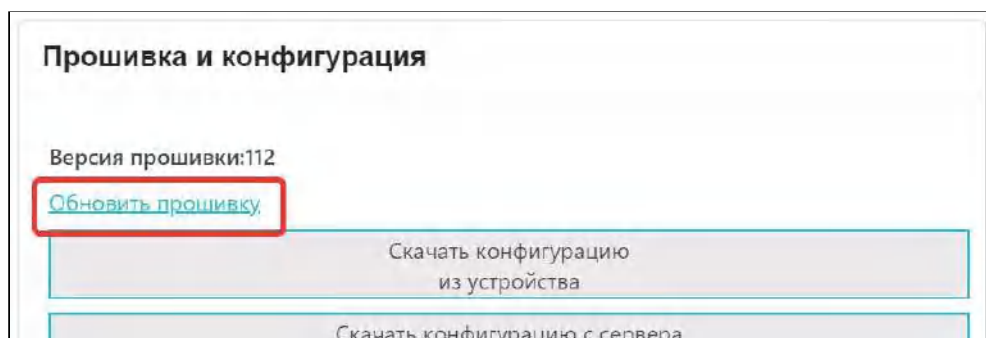 Прошивка и конфигурация
Версия прошивки:112
Обновить прошивку
Скачать конфигурацию
из устройства
Скачать конфигурацию с сервера